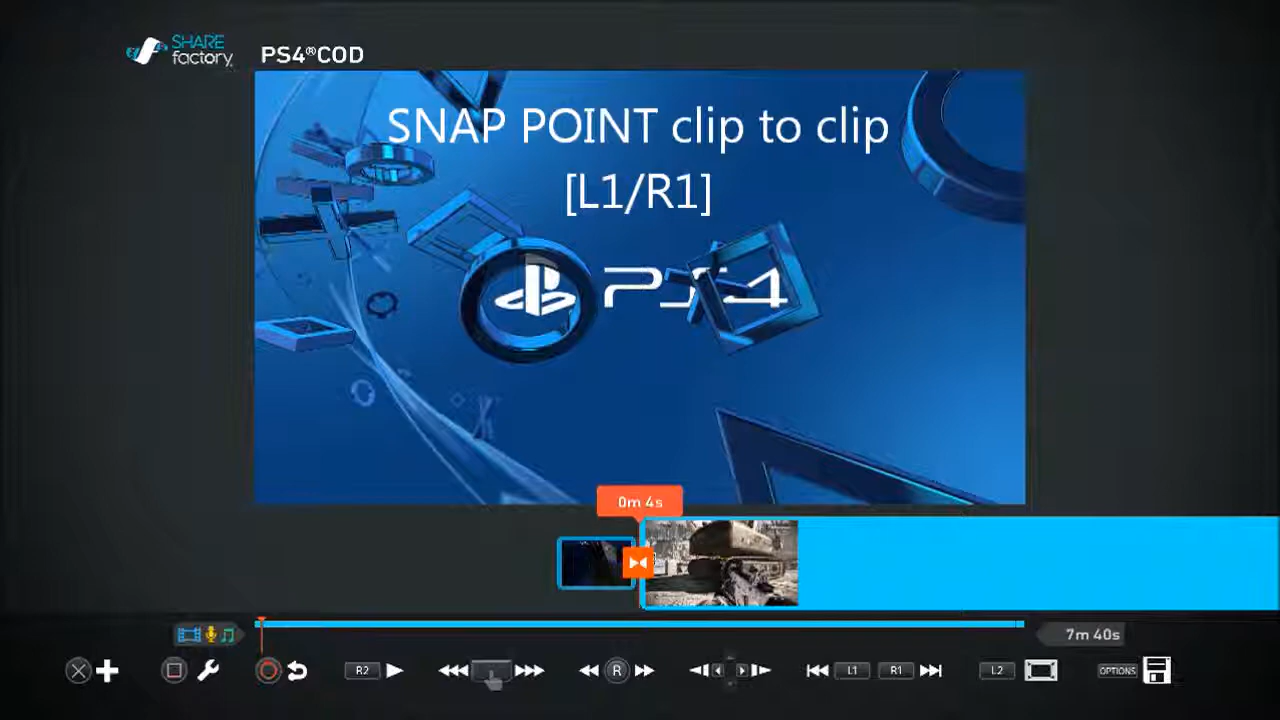 SHARE
factory
PS4®COD
SNAP POINT clip to clip
[L1/R1]
PS4
0m 4s
7m 40s
R2
R
L1
R1
L2
OPTIONS